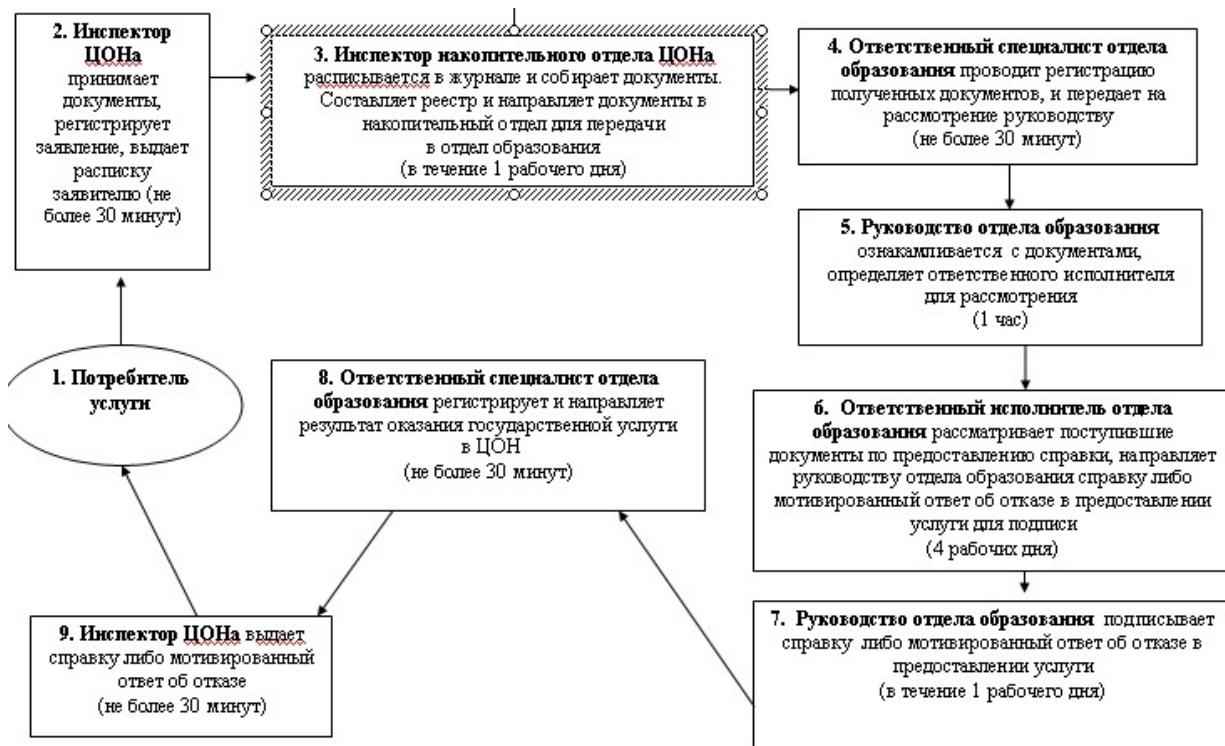 2. Инспектор
ЦОНа
принимает
документы,
регистрирует
заявление, выдает
расписку
заявителю (не
более 30 минут)
3. Инспектор накопительного отдела ЦОНа
расписывается в журнале и собирает документы.
Составляет реестр и направляет документы в
накопительный отдел для передачи
в отдел образования
(в течение 1 рабочего дня)
4. Ответственный специалист отдела
образования проводит регистрацию
полученных документов, и передает на
рассмотрение руководству
(не более 30 минут)
5. Руководство отдела образования
ознакампивается с документами,
определяет ответственного исполнителя
для рассмотрения
(1 час)
6. Ответственный исполнитель отдела
образования рассматривает поступившие
документы по предоставлению справки, направляет
руководству отдела образования справку либо
мотивированный ответ об отказе в предоставлении
услуги для подписи
(4 рабочих дня)
7. Руководство отдела образования подписывает
справку либо мотивированный ответ об отказе в
предоставлении услуги
(в течение 1 рабочего дня)
8. Ответственный специалист отдела
образования регистрирует и направляет
результат оказания государственной услуги
в ЦОН
(не более 30 минут)
9. Инспектор ЦОНа выдает
справку либо мотивированный
ответ об отказе
(не более 30 минут)
1. Потребитель
услуги